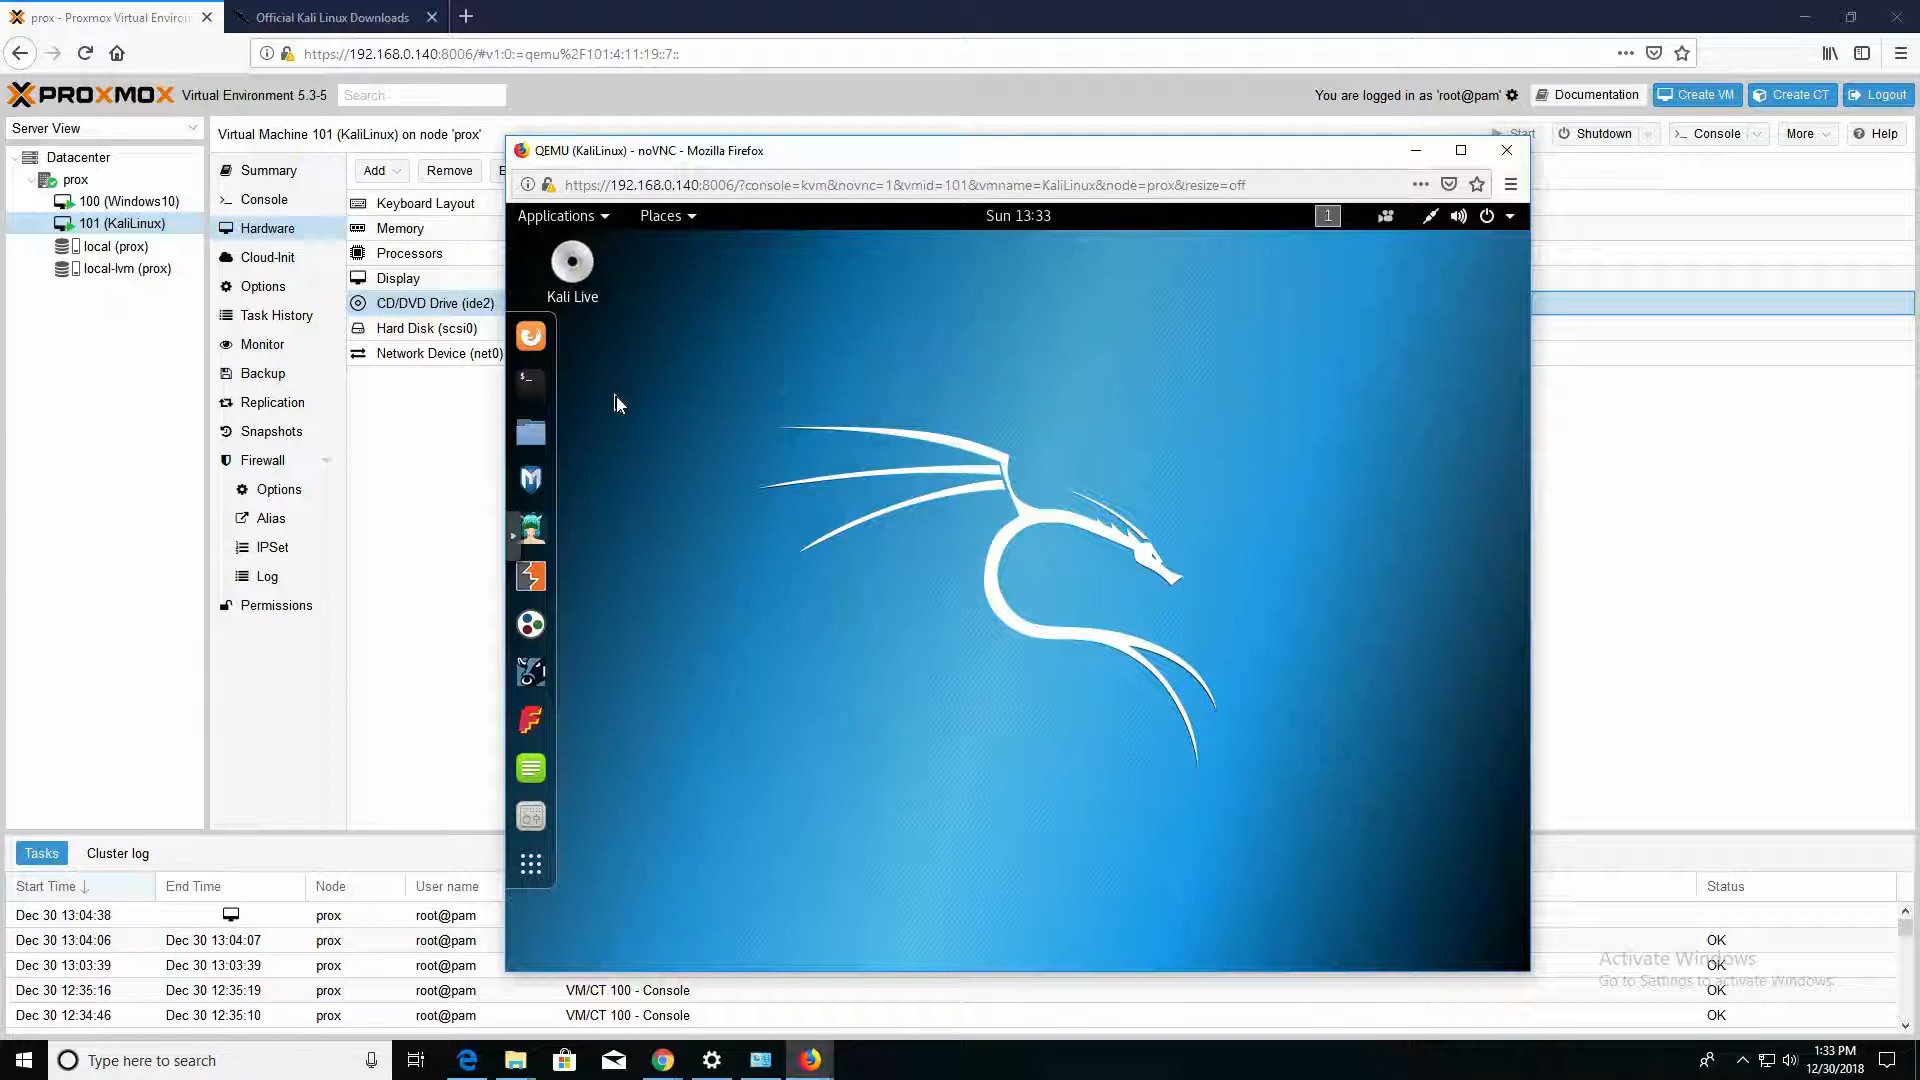 prox - Proxmox Virtual Environ
Official Kali Linux Downloads
https://192.168.0.140:8006/#v1:0:=qemu%2F101:4:11:19::7::
PROXMOX Virtual Environment 5.3-5 Search You are logged in as 'root@pam' Documentation Create VM Create CT Logout
Server View
Virtual Machine 101 (KaliLinux) on node 'prox' Start Shutdown Console More Help
Datacenter
prox
100 (Windows10)
101 (KaliLinux)
local (prox)
local-lvm (prox)
Summary
Console
Hardware
Cloud-Init
Options
Task History
Monitor
Backup
Replication
Snapshots
Firewall
Options
Alias
IPSet
Log
Permissions
Add Remove E
Keyboard Layout
Memory
Processors
Display
CD/DVD Drive (ide2)
Hard Disk (scsi0)
Network Device (net0)
QEMU (KaliLinux) - noVNC - Mozilla Firefox
https://192.168.0.140:8006/?console=kvm&novnc=1&vmid=101&vmname=KaliLinux&node=prox&resize=off
Applications Places Sun 13:33 1
Kali Live
$_
Tasks Cluster log
Start Time End Time Node User name Status
Dec 30 13:04:38 prox root@pam
Dec 30 13:04:06 Dec 30 13:04:07 prox root@pam OK
Dec 30 13:03:39 Dec 30 13:03:39 prox root@pam OK
Dec 30 12:35:16 Dec 30 12:35:19 prox root@pam VM/CT 100 - Console OK
Dec 30 12:34:46 Dec 30 12:35:10 prox root@pam VM/CT 100 - Console OK
Activate Windows
Go to Settings to activate Windows.
Type here to search
1:33 PM
12/30/2018